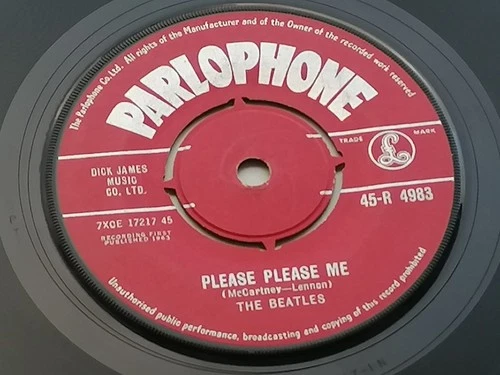 The Parlophone Co. Ltd. All rights of the Manufacturer and of the Owner of the recorded work reserved
PARLOPHONE
TRADE MARK
£
DICK JAMES
MUSIC
CO. LTD.
45-R 4983
7XCE 17217 45
RECORDING FIRST
PUBLISHED 1963
PLEASE PLEASE ME
(McCartney—Lennon)
THE BEATLES
Unauthorised public performance, broadcasting and copying of this record prohibited